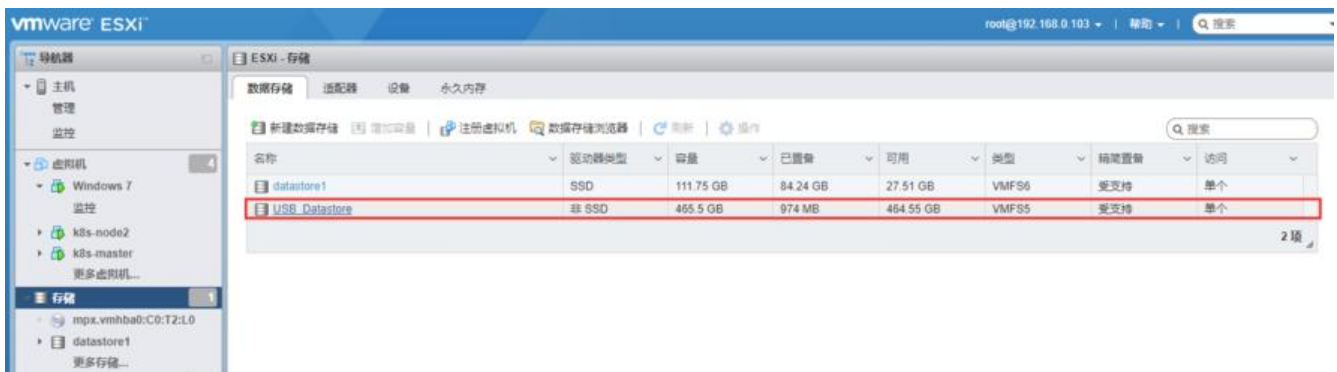 vmware ESXi™
root@192.168.0.103 | 帮助 | 搜索
导航器
主机
管理
监控
虚拟机 4
Windows 7
监控
k8s-node2
k8s-master
更多虚拟机...
存储 1
mpx.vmhba0:C0:T2:L0
datastore1
更多存储...
ESXi - 存储
数据存储 适配器 设备 永久内存
新建数据存储 增加容量 | 注册虚拟机 数据存储浏览器 | 刷新 | 操作
搜索
名称 驱动器类型 容量 已置备 可用 类型 精简置备 访问
datastore1 SSD 111.75 GB 84.24 GB 27.51 GB VMFS6 受支持 单个
USB_Datastore 非 SSD 465.5 GB 974 MB 464.55 GB VMFS5 受支持 单个
2 项